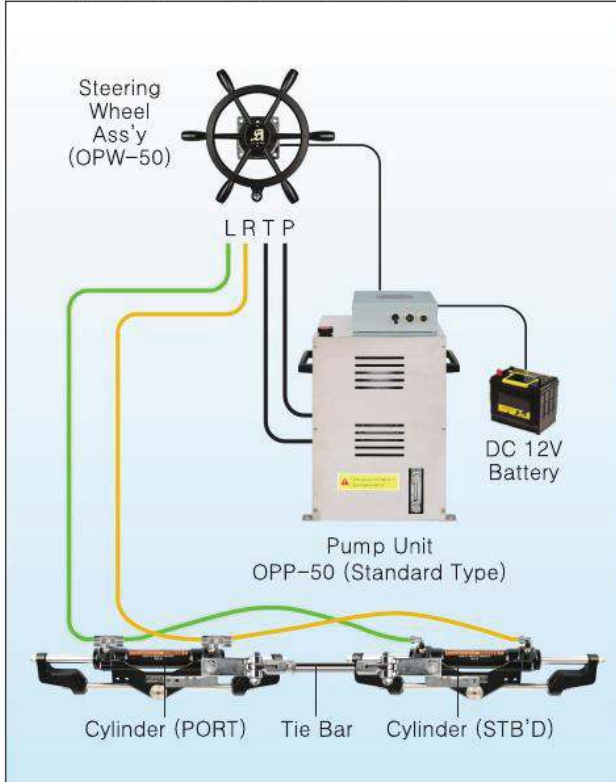 Steering
Wheel
Ass'y
(OPW-50)
L R T P
DC 12V
Battery
Pump Unit
OPP-50 (Standard Type)
Cylinder (PORT)
Tie Bar
Cylinder (STB'D)